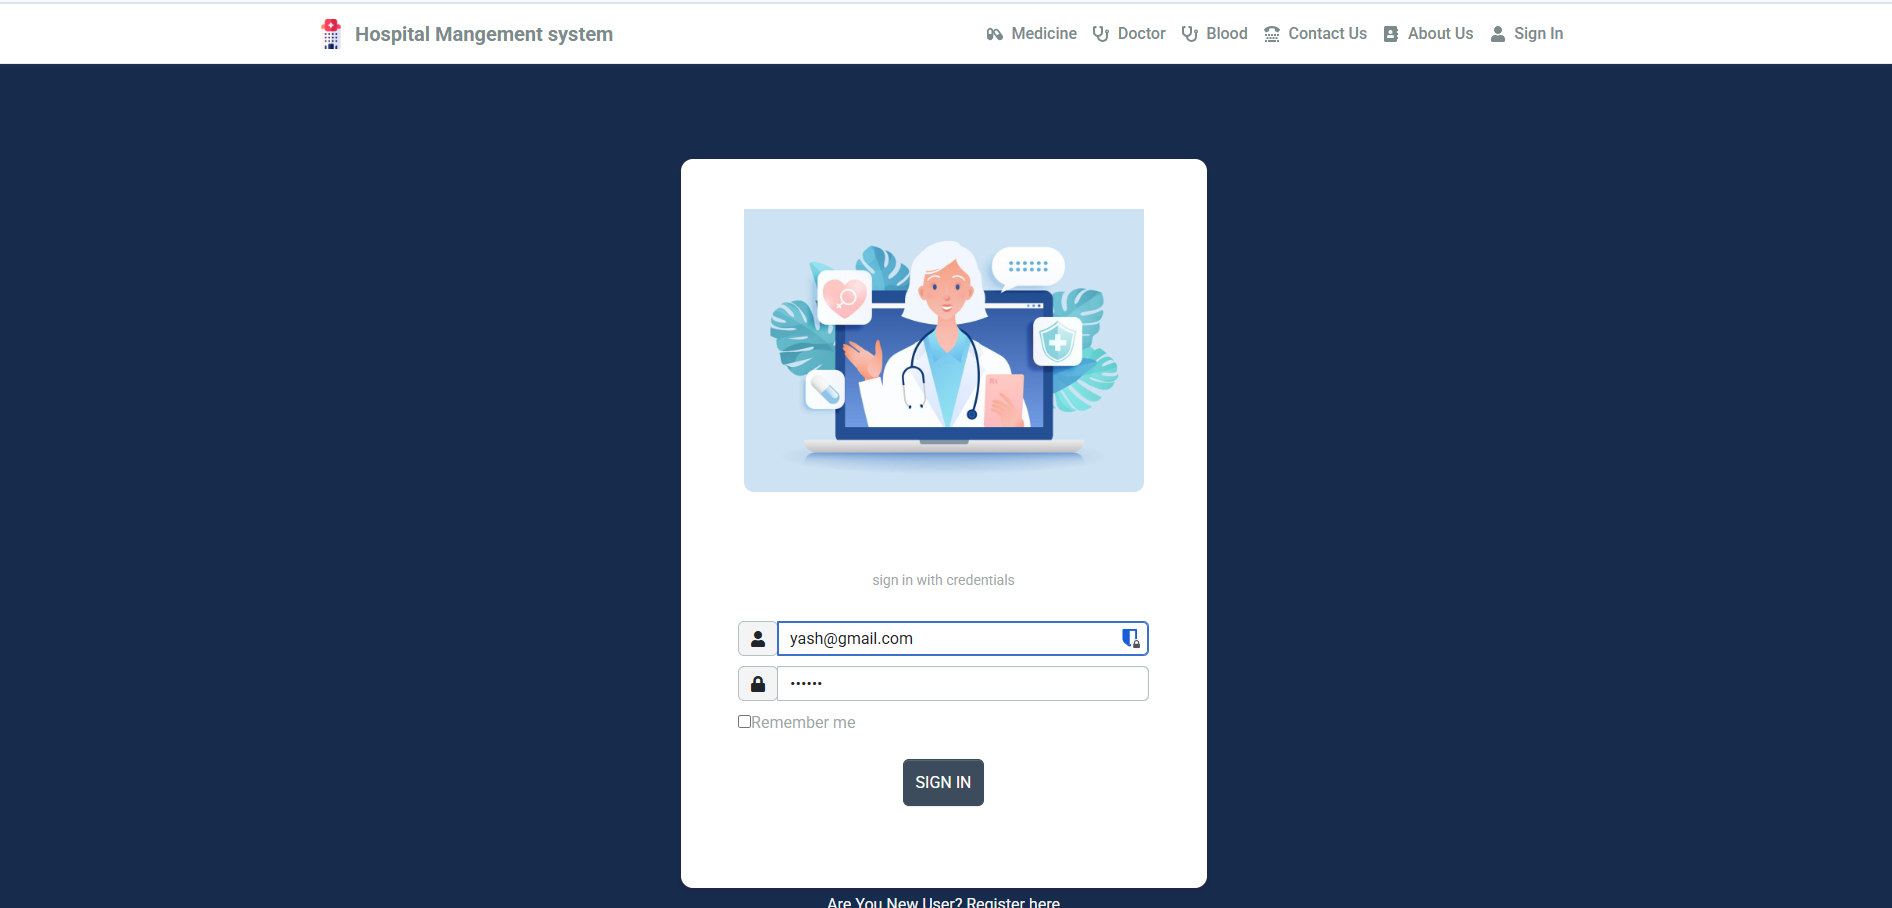 Hospital Mangement system
Medicine Doctor Blood Contact Us About Us Sign In
sign in with credentials
yash@gmail.com
••••••
Remember me
SIGN IN
Are You New User? Register here